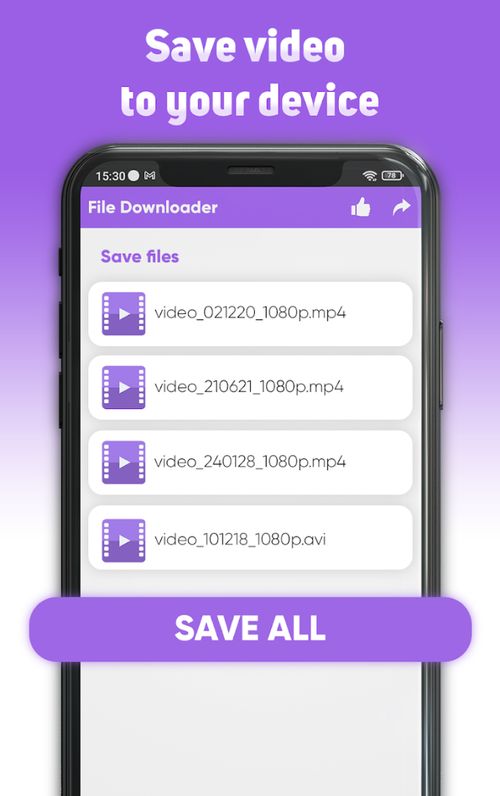 Save video
to your device
15:30
78
File Downloader
Save files
video_021220_1080p.mp4
video_210621_1080p.mp4
video_240128_1080p.mp4
video_101218_1080p.avi
SAVE ALL